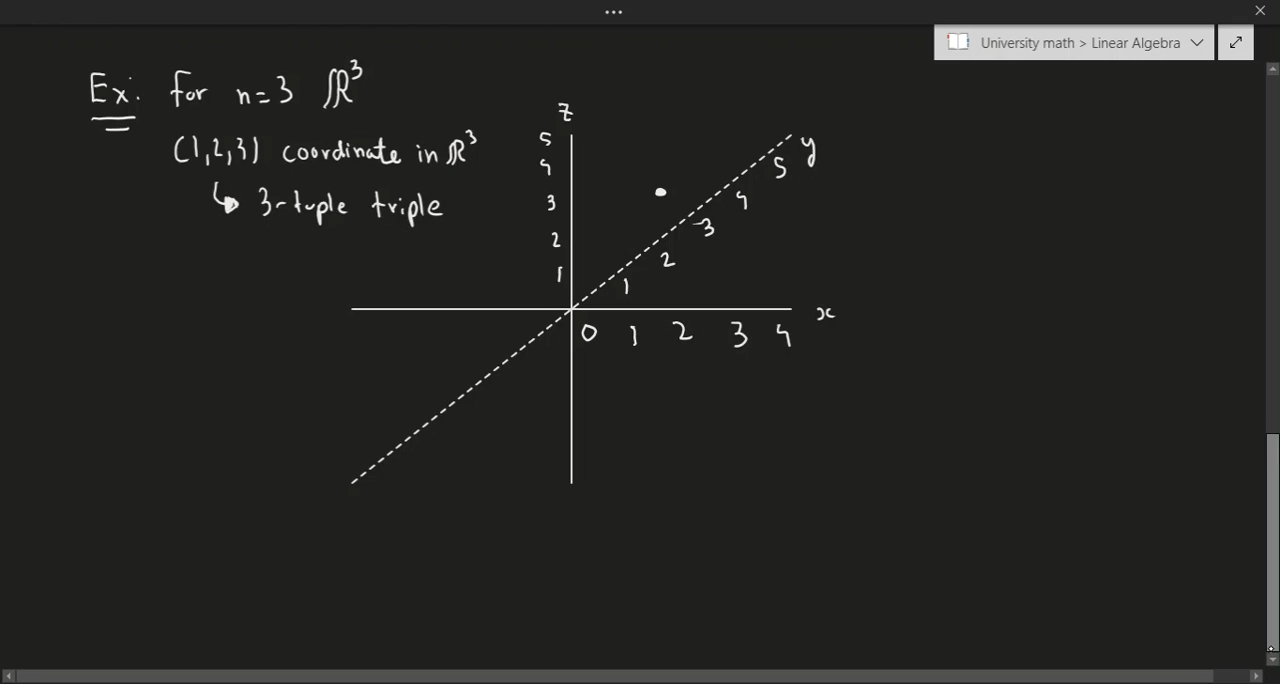 University math > Linear Algebra
Ex: for n=3 ℝ³
(1,2,3) coordinate in ℝ³
↳ 3-tuple triple
z
5
4
3
2
1
y
5
4
3
2
1
0 1 2 3 4 x